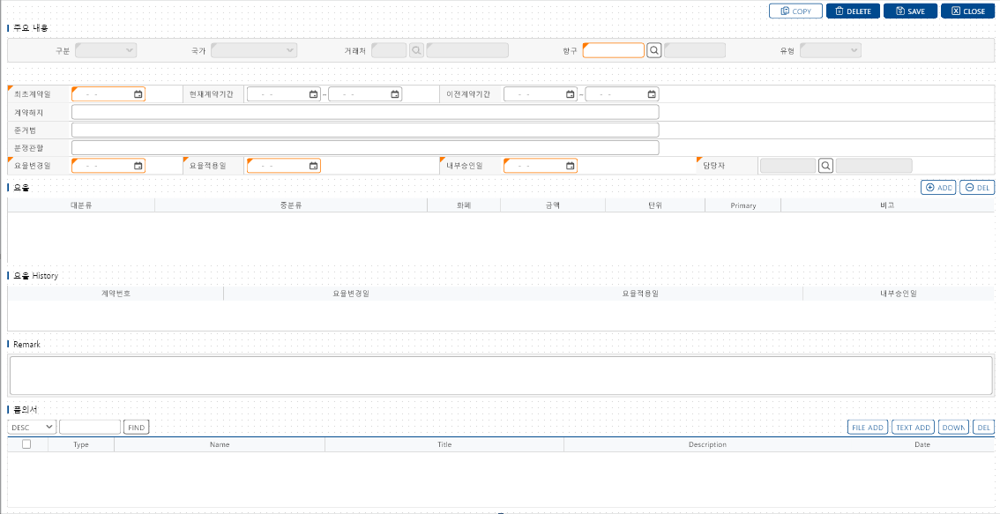 COPY DELETE SAVE CLOSE
주요 내용
구분 국가 거래처 항구 유형
최초계약일 - - 현재계약기간 - - ~ - - 이전계약기간 - - ~ - -
계약해지
준거법
분쟁관할
요율변경일 - - 요율적용일 - - 내부승인일 - - 담당자
요율 ADD DEL
대분류 중분류 화폐 금액 단위 Primary 비고
요율 History
계약번호 요율변경일 요율적용일 내부승인일
Remark
품의서
DESC FIND FILE ADD TEXT ADD DOWN DEL
Type Name Title Description Date